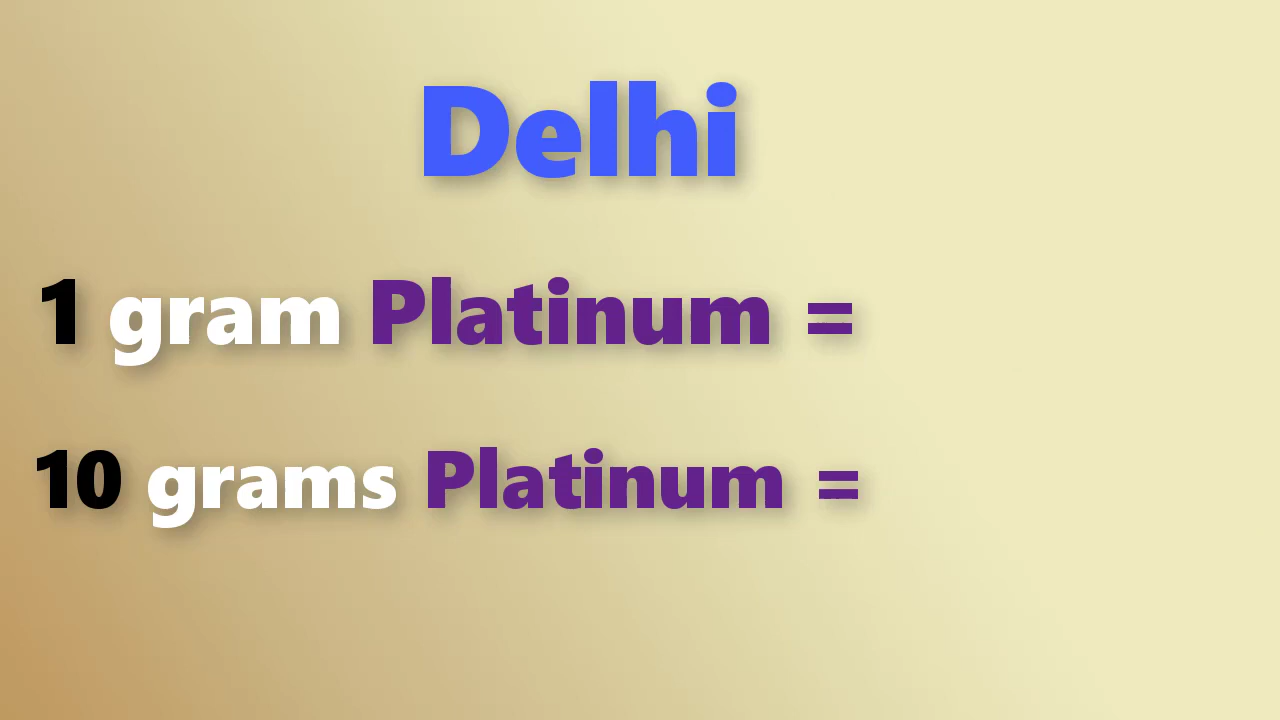 Delhi
1 gram Platinum =
10 grams Platinum =